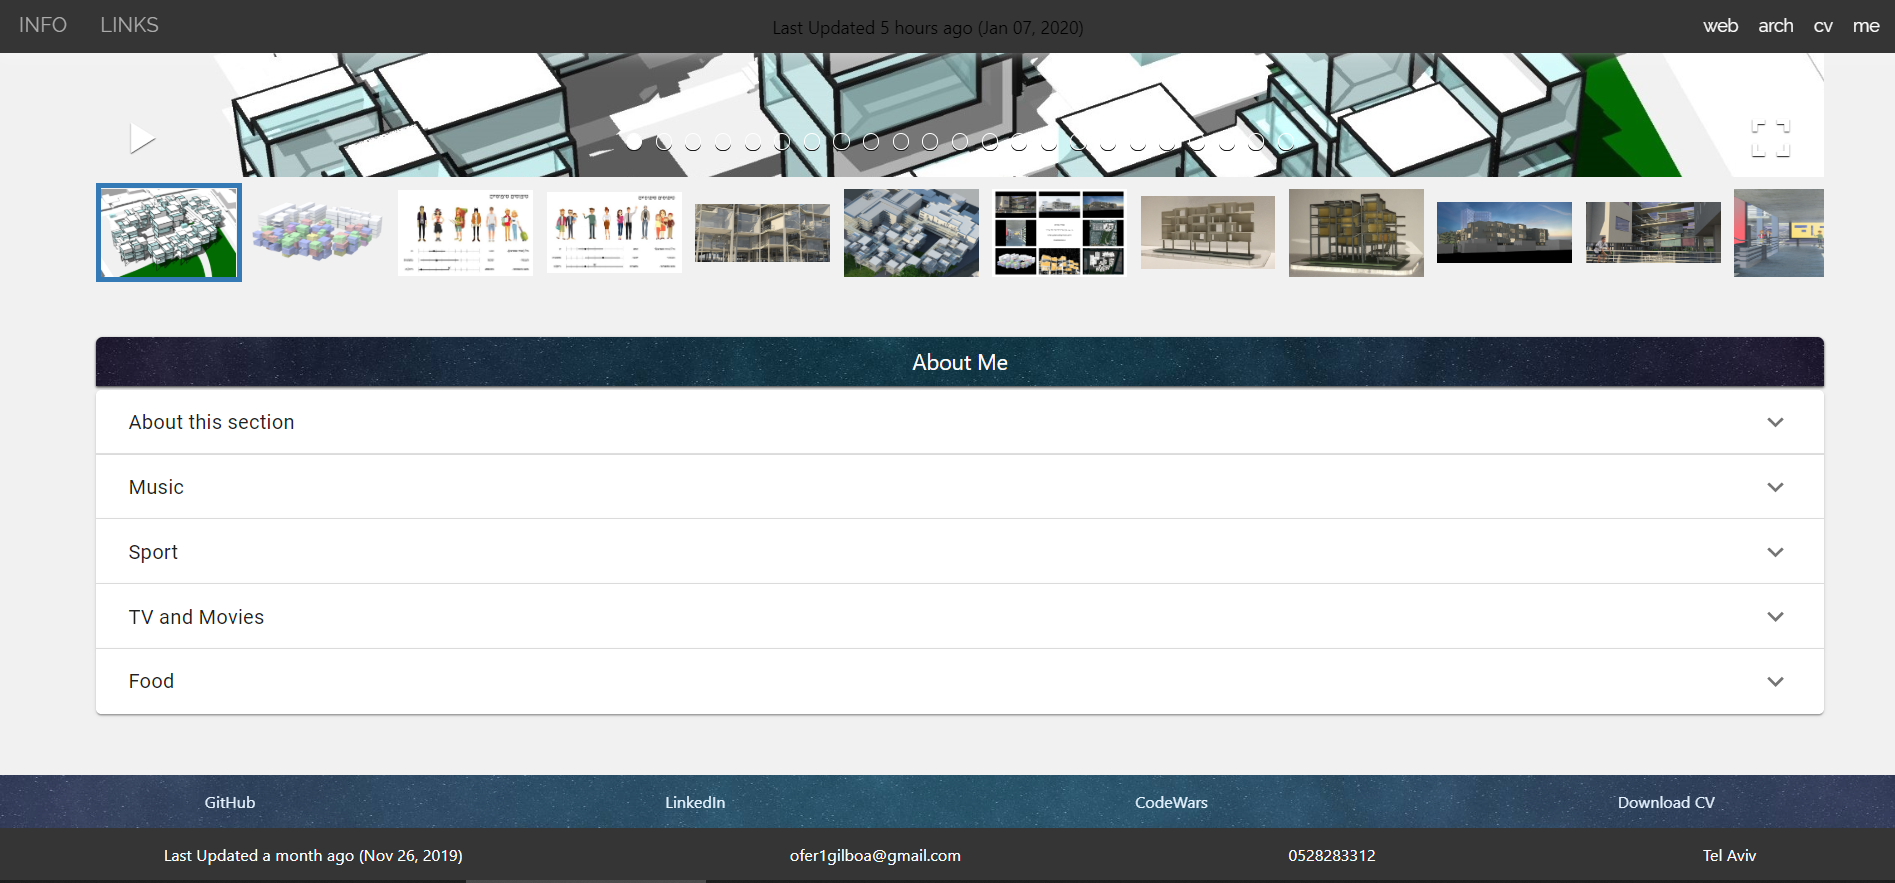 INFO LINKS Last Updated 5 hours ago (Jan 07, 2020) web arch cv me
About Me
About this section
Music
Sport
TV and Movies
Food
GitHub LinkedIn CodeWars Download CV
Last Updated a month ago (Nov 26, 2019) ofer1gilboa@gmail.com 0528283312 Tel Aviv